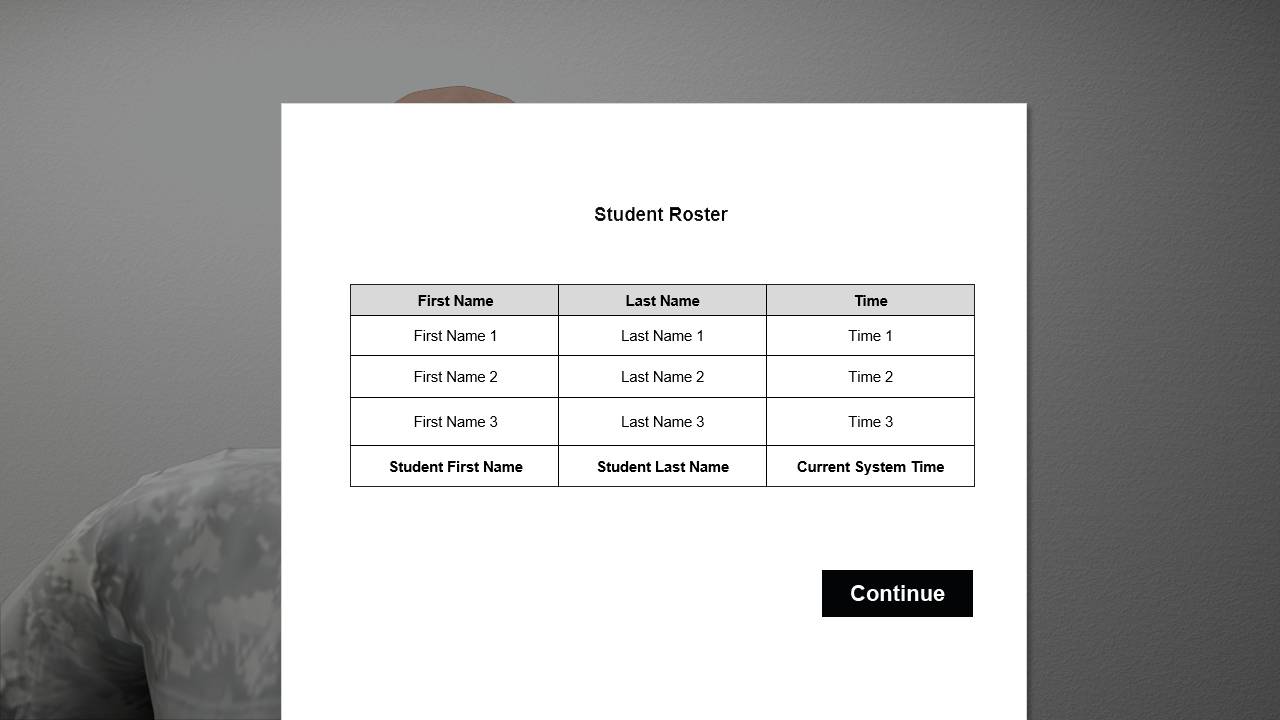 Student Roster
First Name Last Name Time
First Name 1 Last Name 1 Time 1
First Name 2 Last Name 2 Time 2
First Name 3 Last Name 3 Time 3
Student First Name Student Last Name Current System Time
Continue